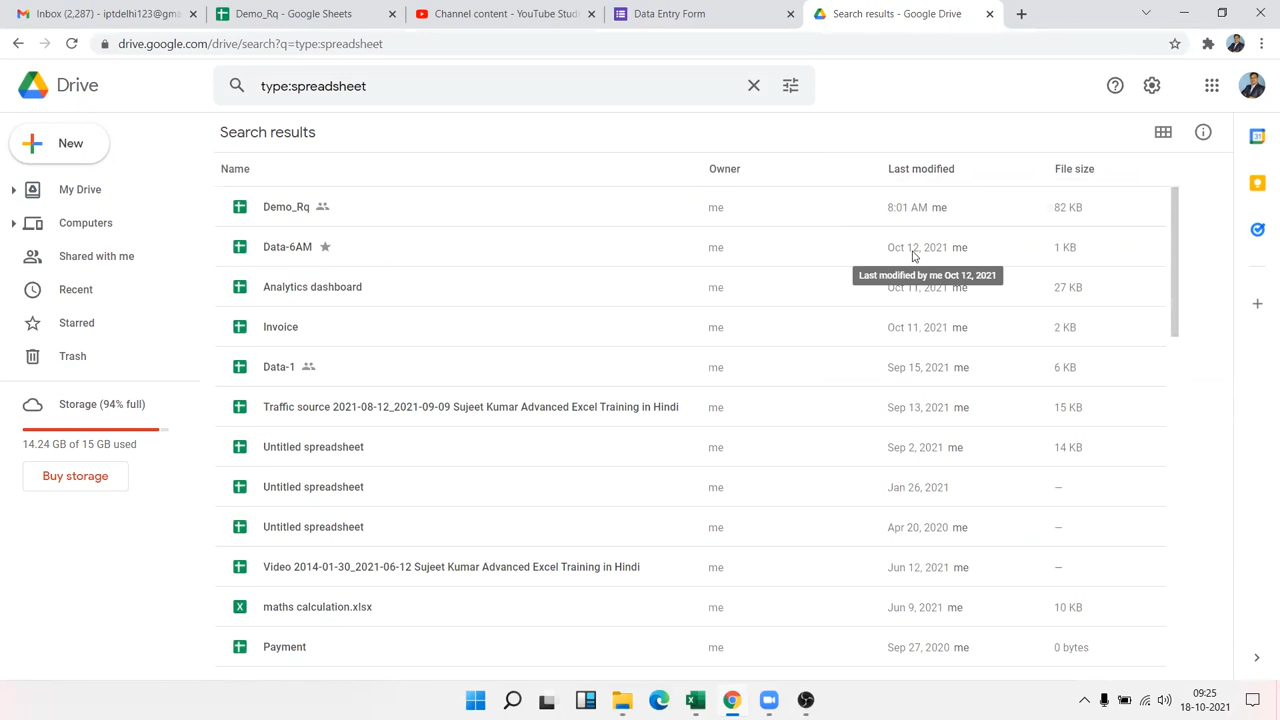 Inbox (2,287) - iptdelhi123@gma
Demo_Rq - Google Sheets
Channel content - YouTube Stud
Data Entry Form
Search results - Google Drive
drive.google.com/drive/search?q=type:spreadsheet
Drive
type:spreadsheet
New
Search results
Name Owner Last modified File size
My Drive
Computers
Shared with me
Recent
Starred
Trash
Storage (94% full)
14.24 GB of 15 GB used
Buy storage
Demo_Rq me 8:01 AM me 82 KB
Data-6AM me Oct 12, 2021 me 1 KB
Last modified by me Oct 12, 2021
Analytics dashboard me Oct 11, 2021 me 27 KB
Invoice me Oct 11, 2021 me 2 KB
Data-1 me Sep 15, 2021 me 6 KB
Traffic source 2021-08-12_2021-09-09 Sujeet Kumar Advanced Excel Training in Hindi me Sep 13, 2021 me 15 KB
Untitled spreadsheet me Sep 2, 2021 me 14 KB
Untitled spreadsheet me Jan 26, 2021 —
Untitled spreadsheet me Apr 20, 2020 me —
Video 2014-01-30_2021-06-12 Sujeet Kumar Advanced Excel Training in Hindi me Jun 12, 2021 me —
maths calculation.xlsx me Jun 9, 2021 me 10 KB
Payment me Sep 27, 2020 me 0 bytes
31
09:25
18-10-2021